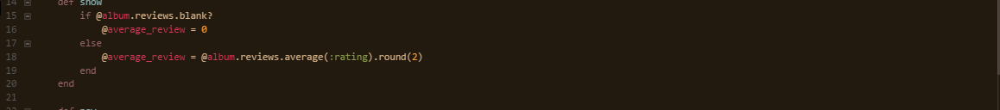 14 def show
15 if @album.reviews.blank?
16 @average_review = 0
17 else
18 @average_review = @album.reviews.average(:rating).round(2)
19 end
20 end
21